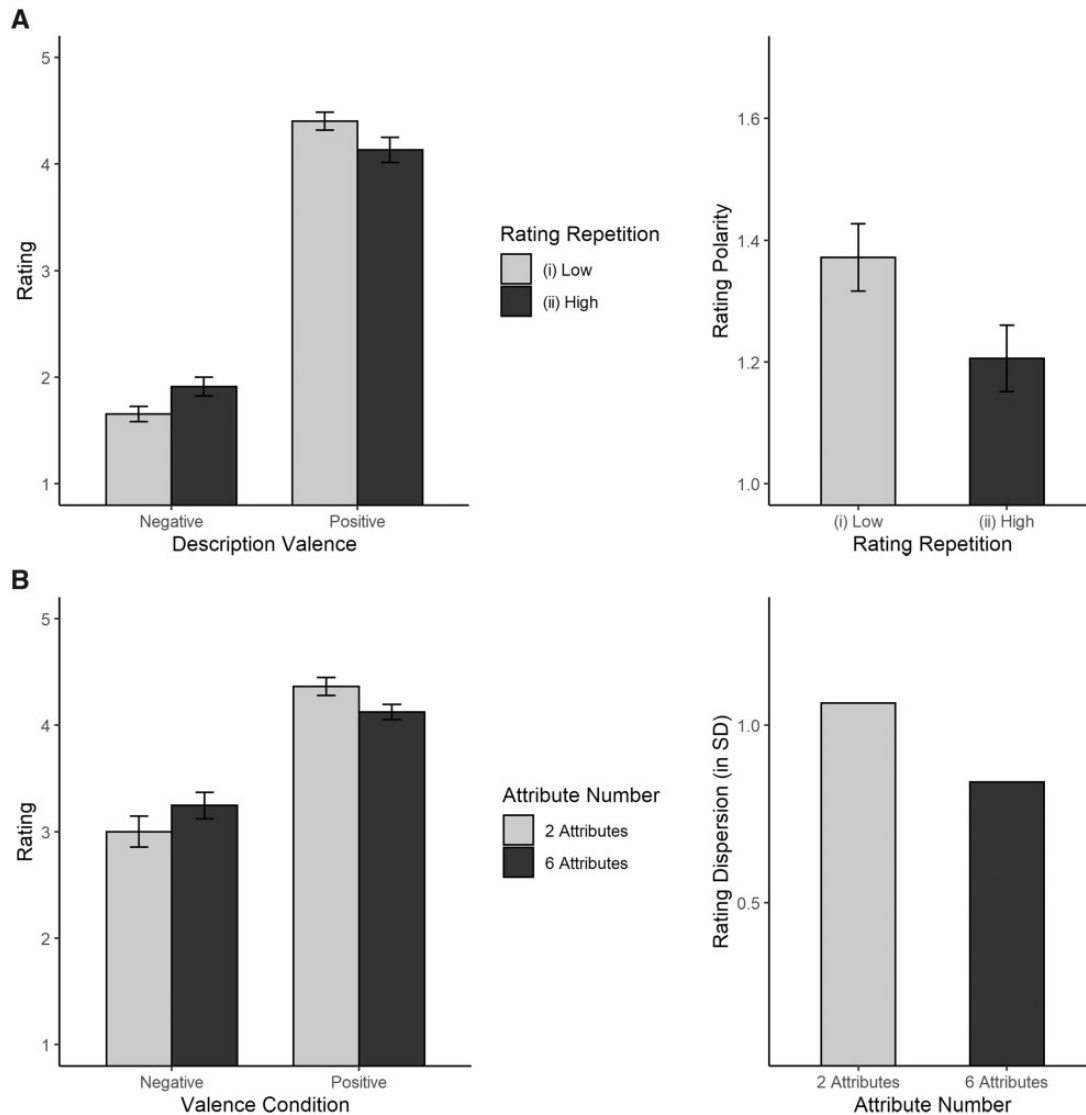 A
5
4
3
2
1
Rating
Negative
Positive
Description Valence
Rating Repetition
(i) Low
(ii) High
1.6
1.4
1.2
1.0
Rating Polarity
(i) Low
(ii) High
Rating Repetition
B
5
4
3
2
1
Rating
Negative
Positive
Valence Condition
Attribute Number
2 Attributes
6 Attributes
1.0
0.5
Rating Dispersion (in SD)
2 Attributes
6 Attributes
Attribute Number